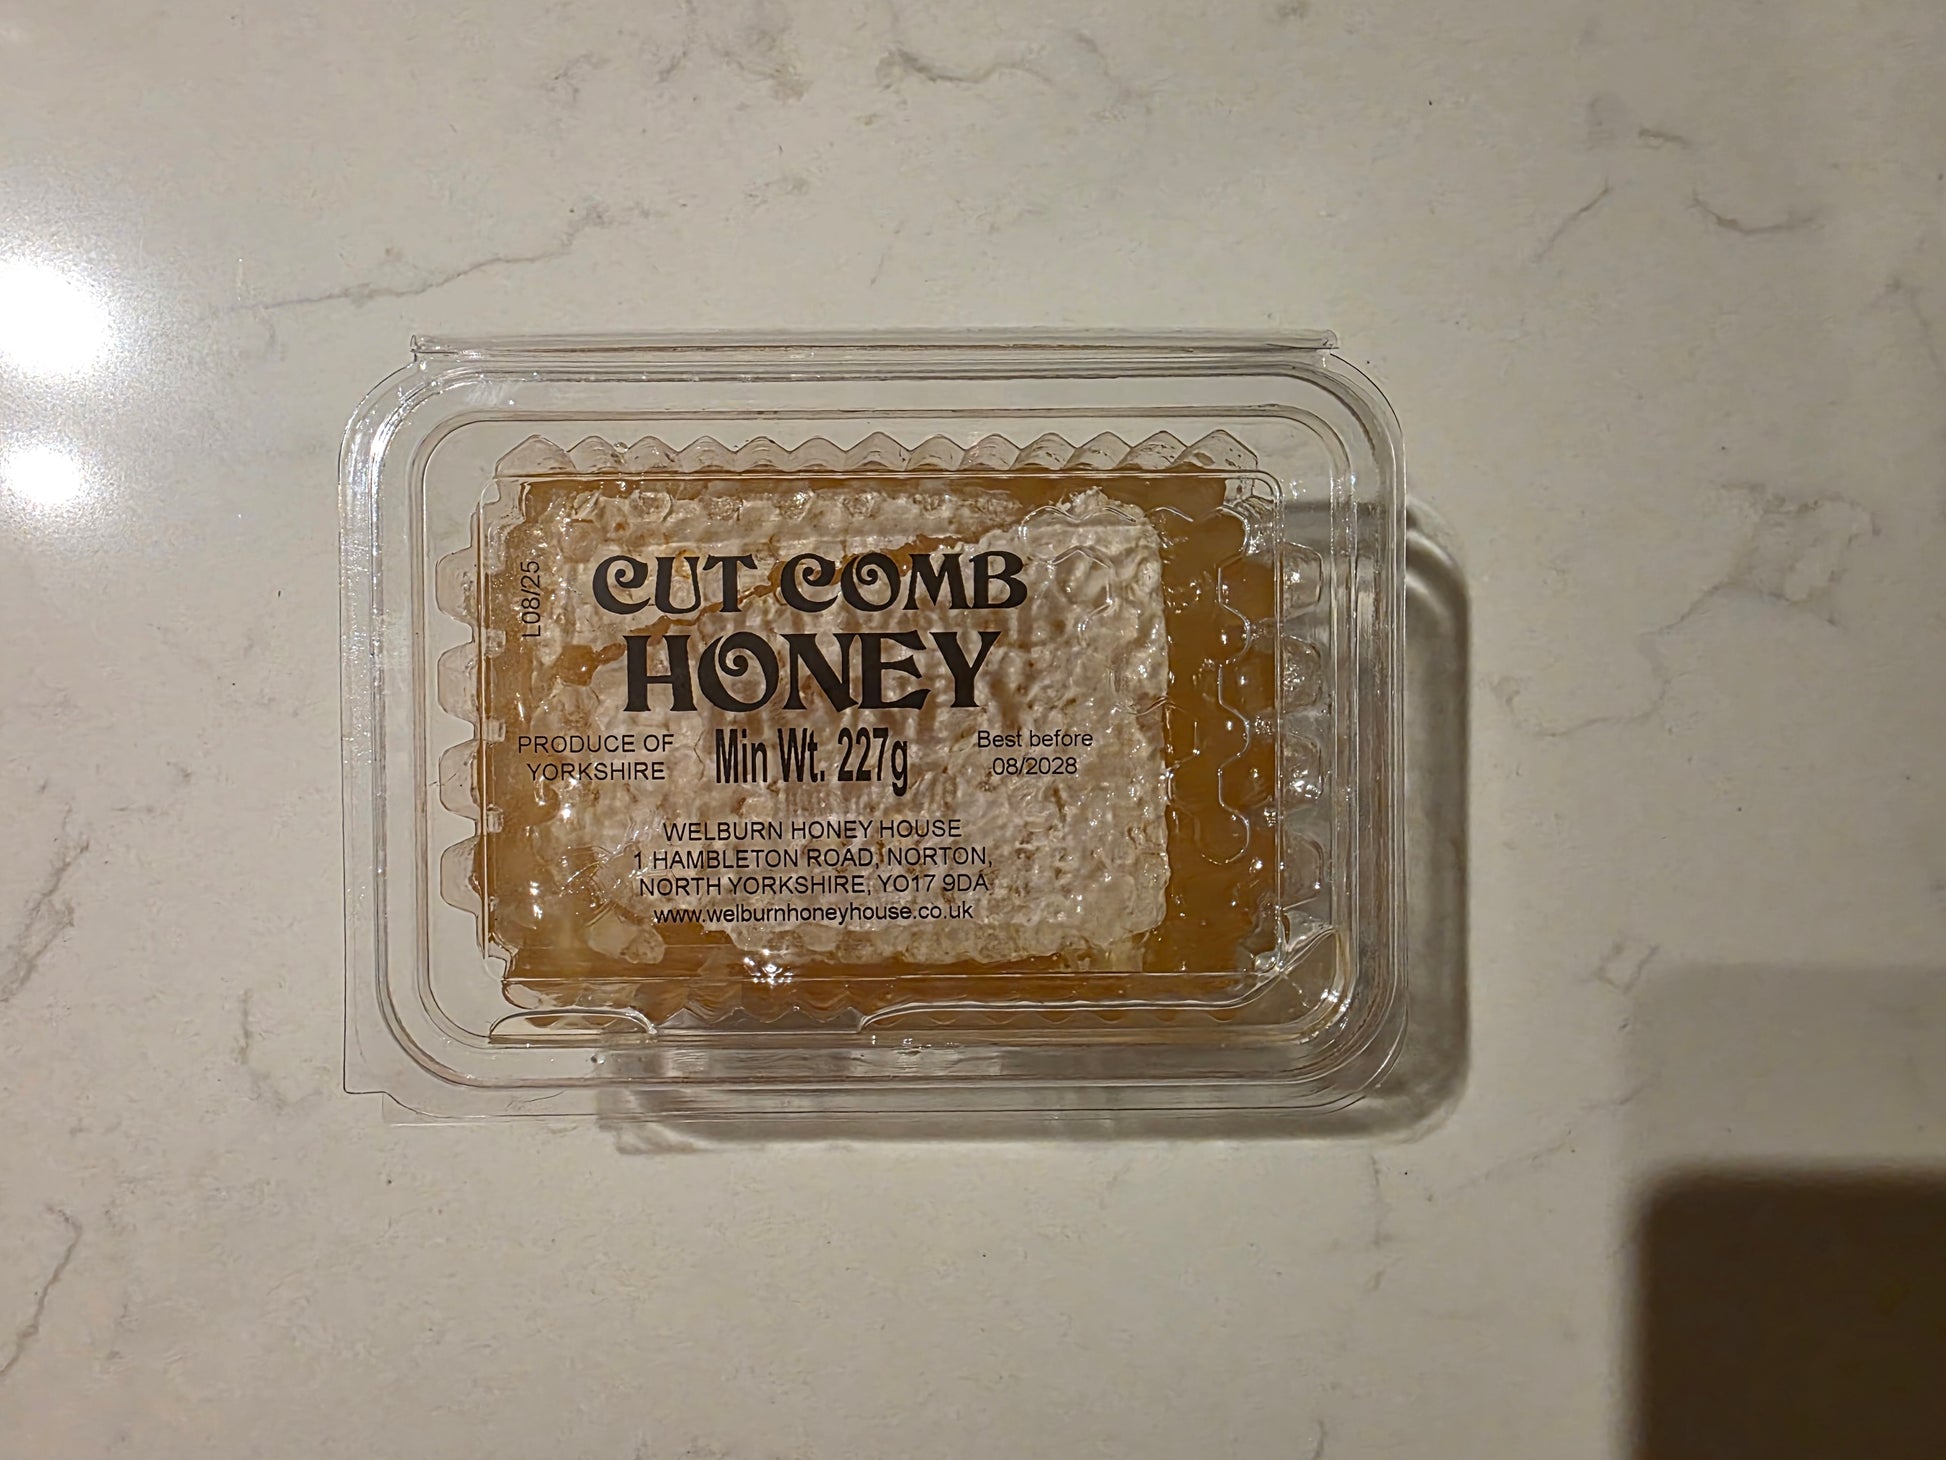 L08/25
CUT COMB
HONEY
PRODUCE OF
YORKSHIRE
Min Wt. 227g
Best before
08/2028
WELBURN HONEY HOUSE
1 HAMBLETON ROAD, NORTON,
NORTH YORKSHIRE, YO17 9DA
www.welburnhoneyhouse.co.uk